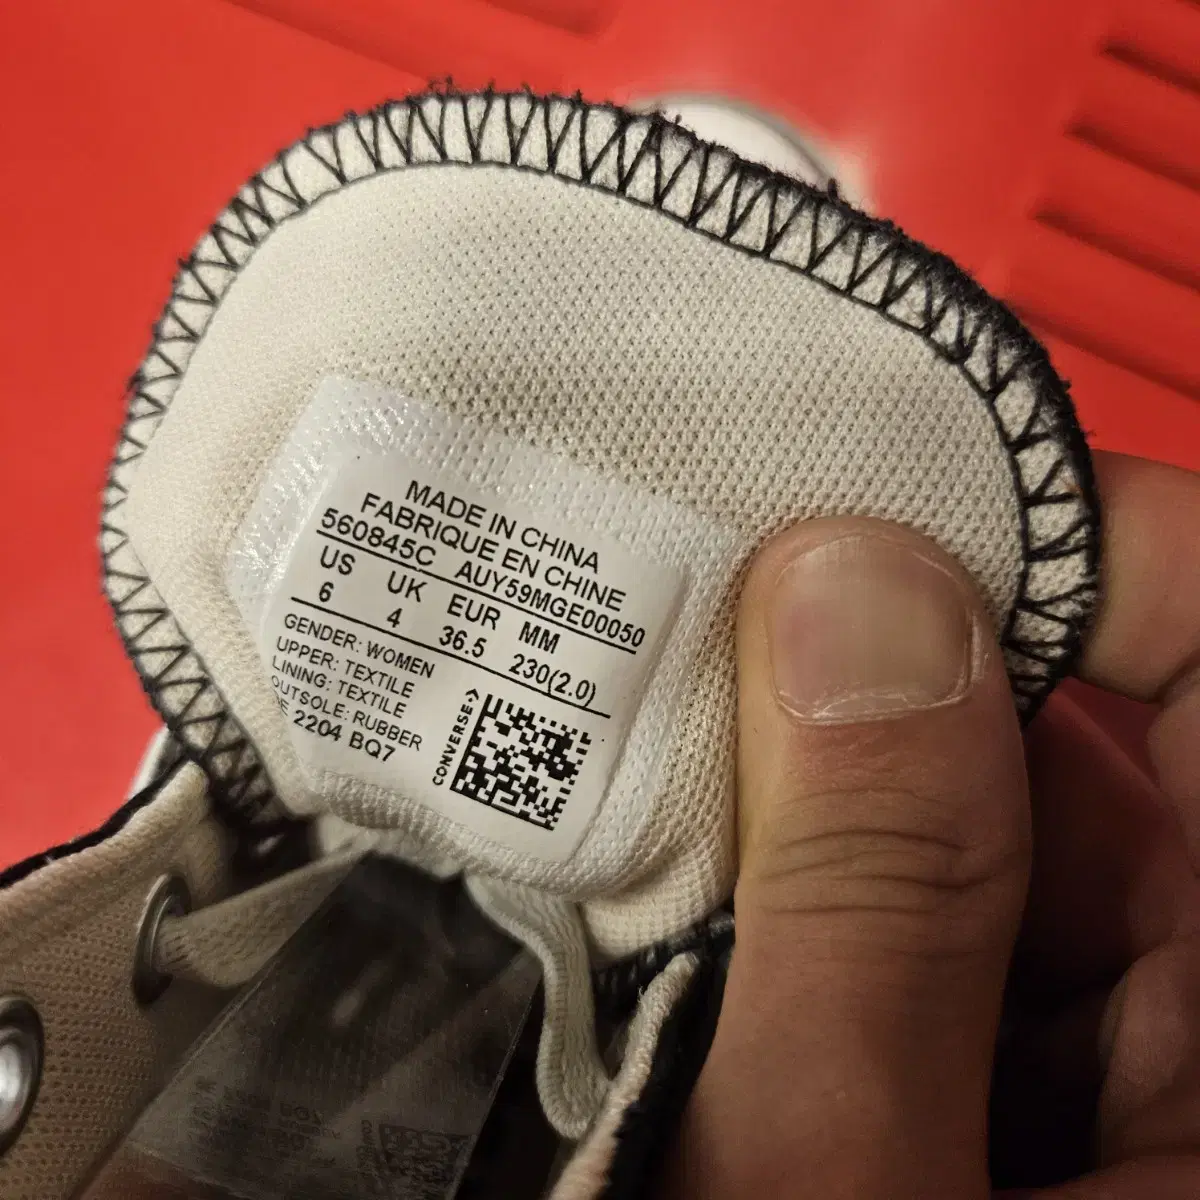 MADE IN CHINA
FABRIQUE EN CHINE
560845C AUY59MGE00050
US UK EUR MM
6 4 36.5 230(2.0)
GENDER: WOMEN
UPPER: TEXTILE
LINING: TEXTILE
OUTSOLE: RUBBER
2204 BQ7
CONVERSE